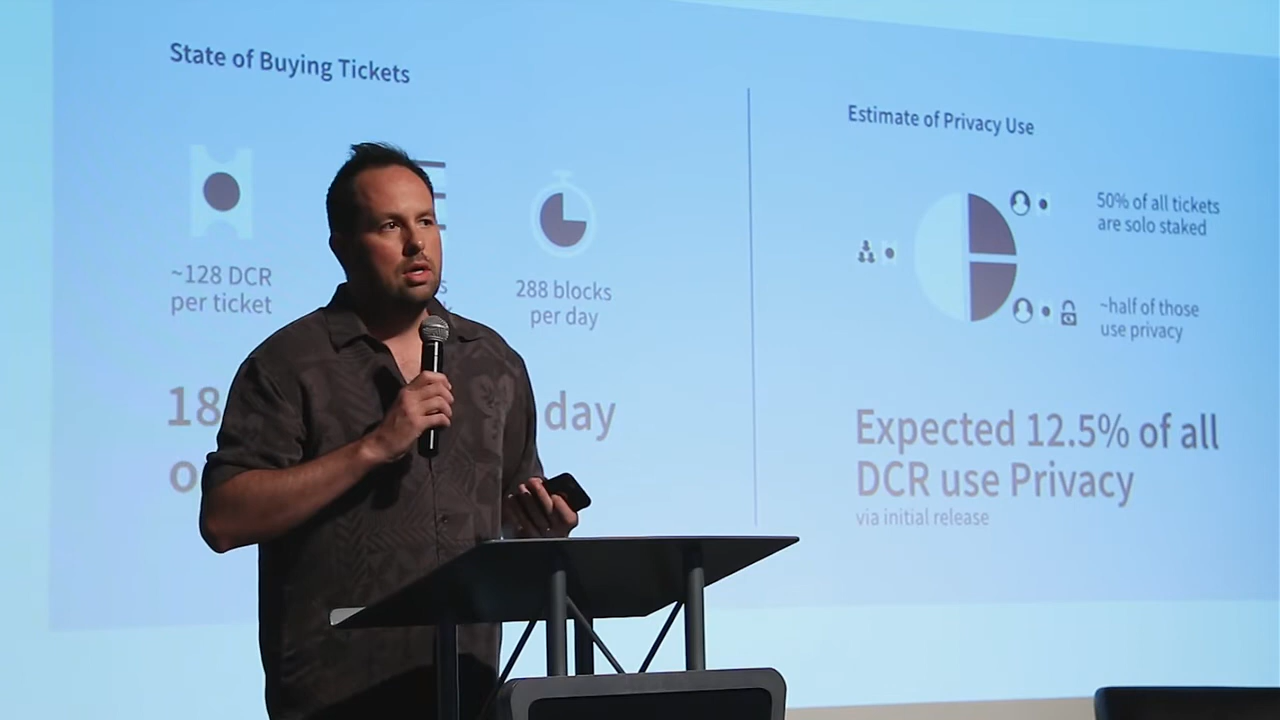 State of Buying Tickets
~128 DCR
per ticket
288 blocks
per day
18
day
Estimate of Privacy Use
50% of all tickets
are solo staked
~half of those
use privacy
Expected 12.5% of all
DCR use Privacy
via initial release